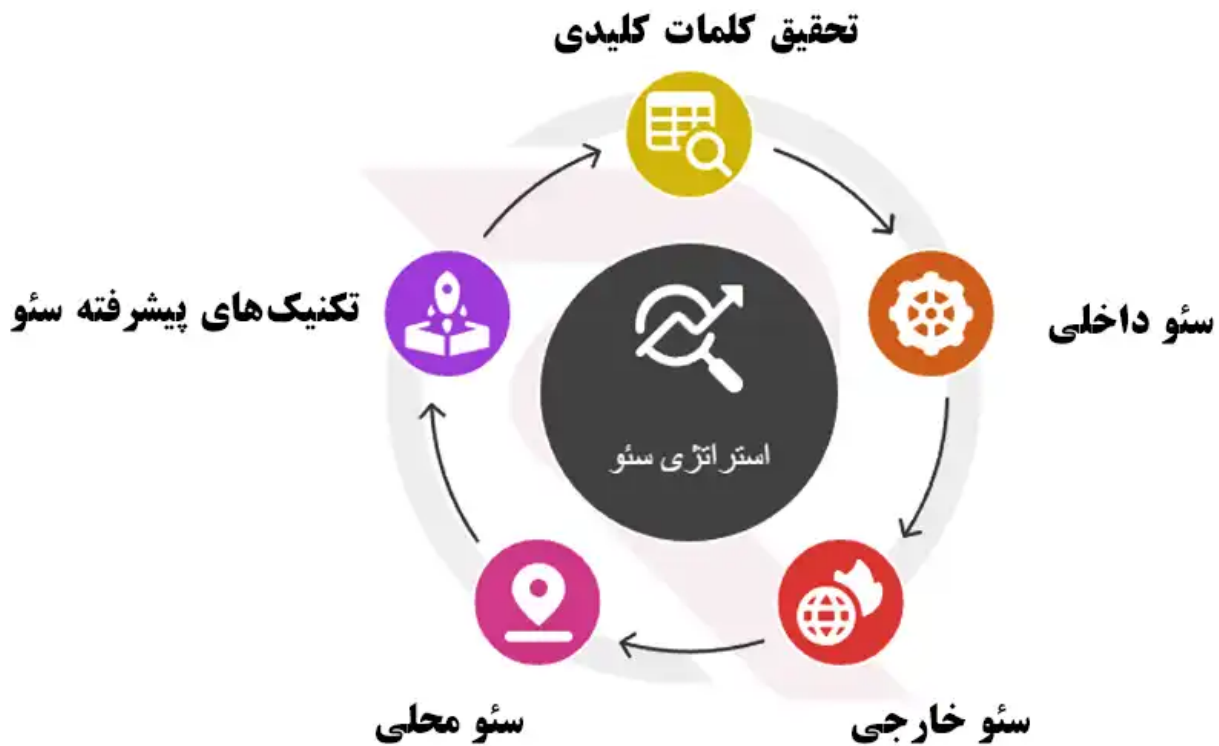 تحقیق کلمات کلیدی
سئو داخلی
سئو خارجی
سئو محلی
تکنیک‌های پیشرفته سئو
استراتژی سئو